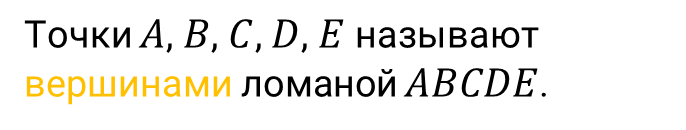 Точки A, B, C, D, E называют
вершинами ломаной ABCDE.